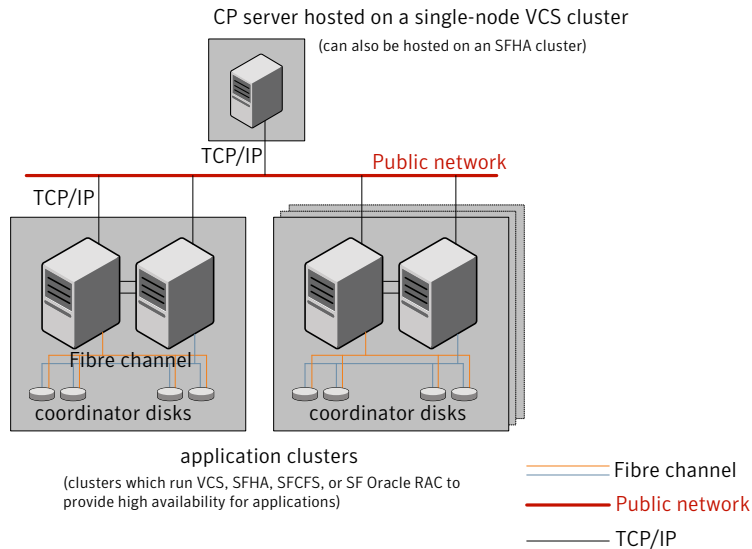 CP server hosted on a single-node VCS cluster
(can also be hosted on an SFHA cluster)
TCP/IP
Public network
TCP/IP
Fibre channel
coordinator disks
coordinator disks
application clusters
(clusters which run VCS, SFHA, SFCFS, or SF Oracle RAC to
provide high availability for applications)
Fibre channel
Public network
TCP/IP